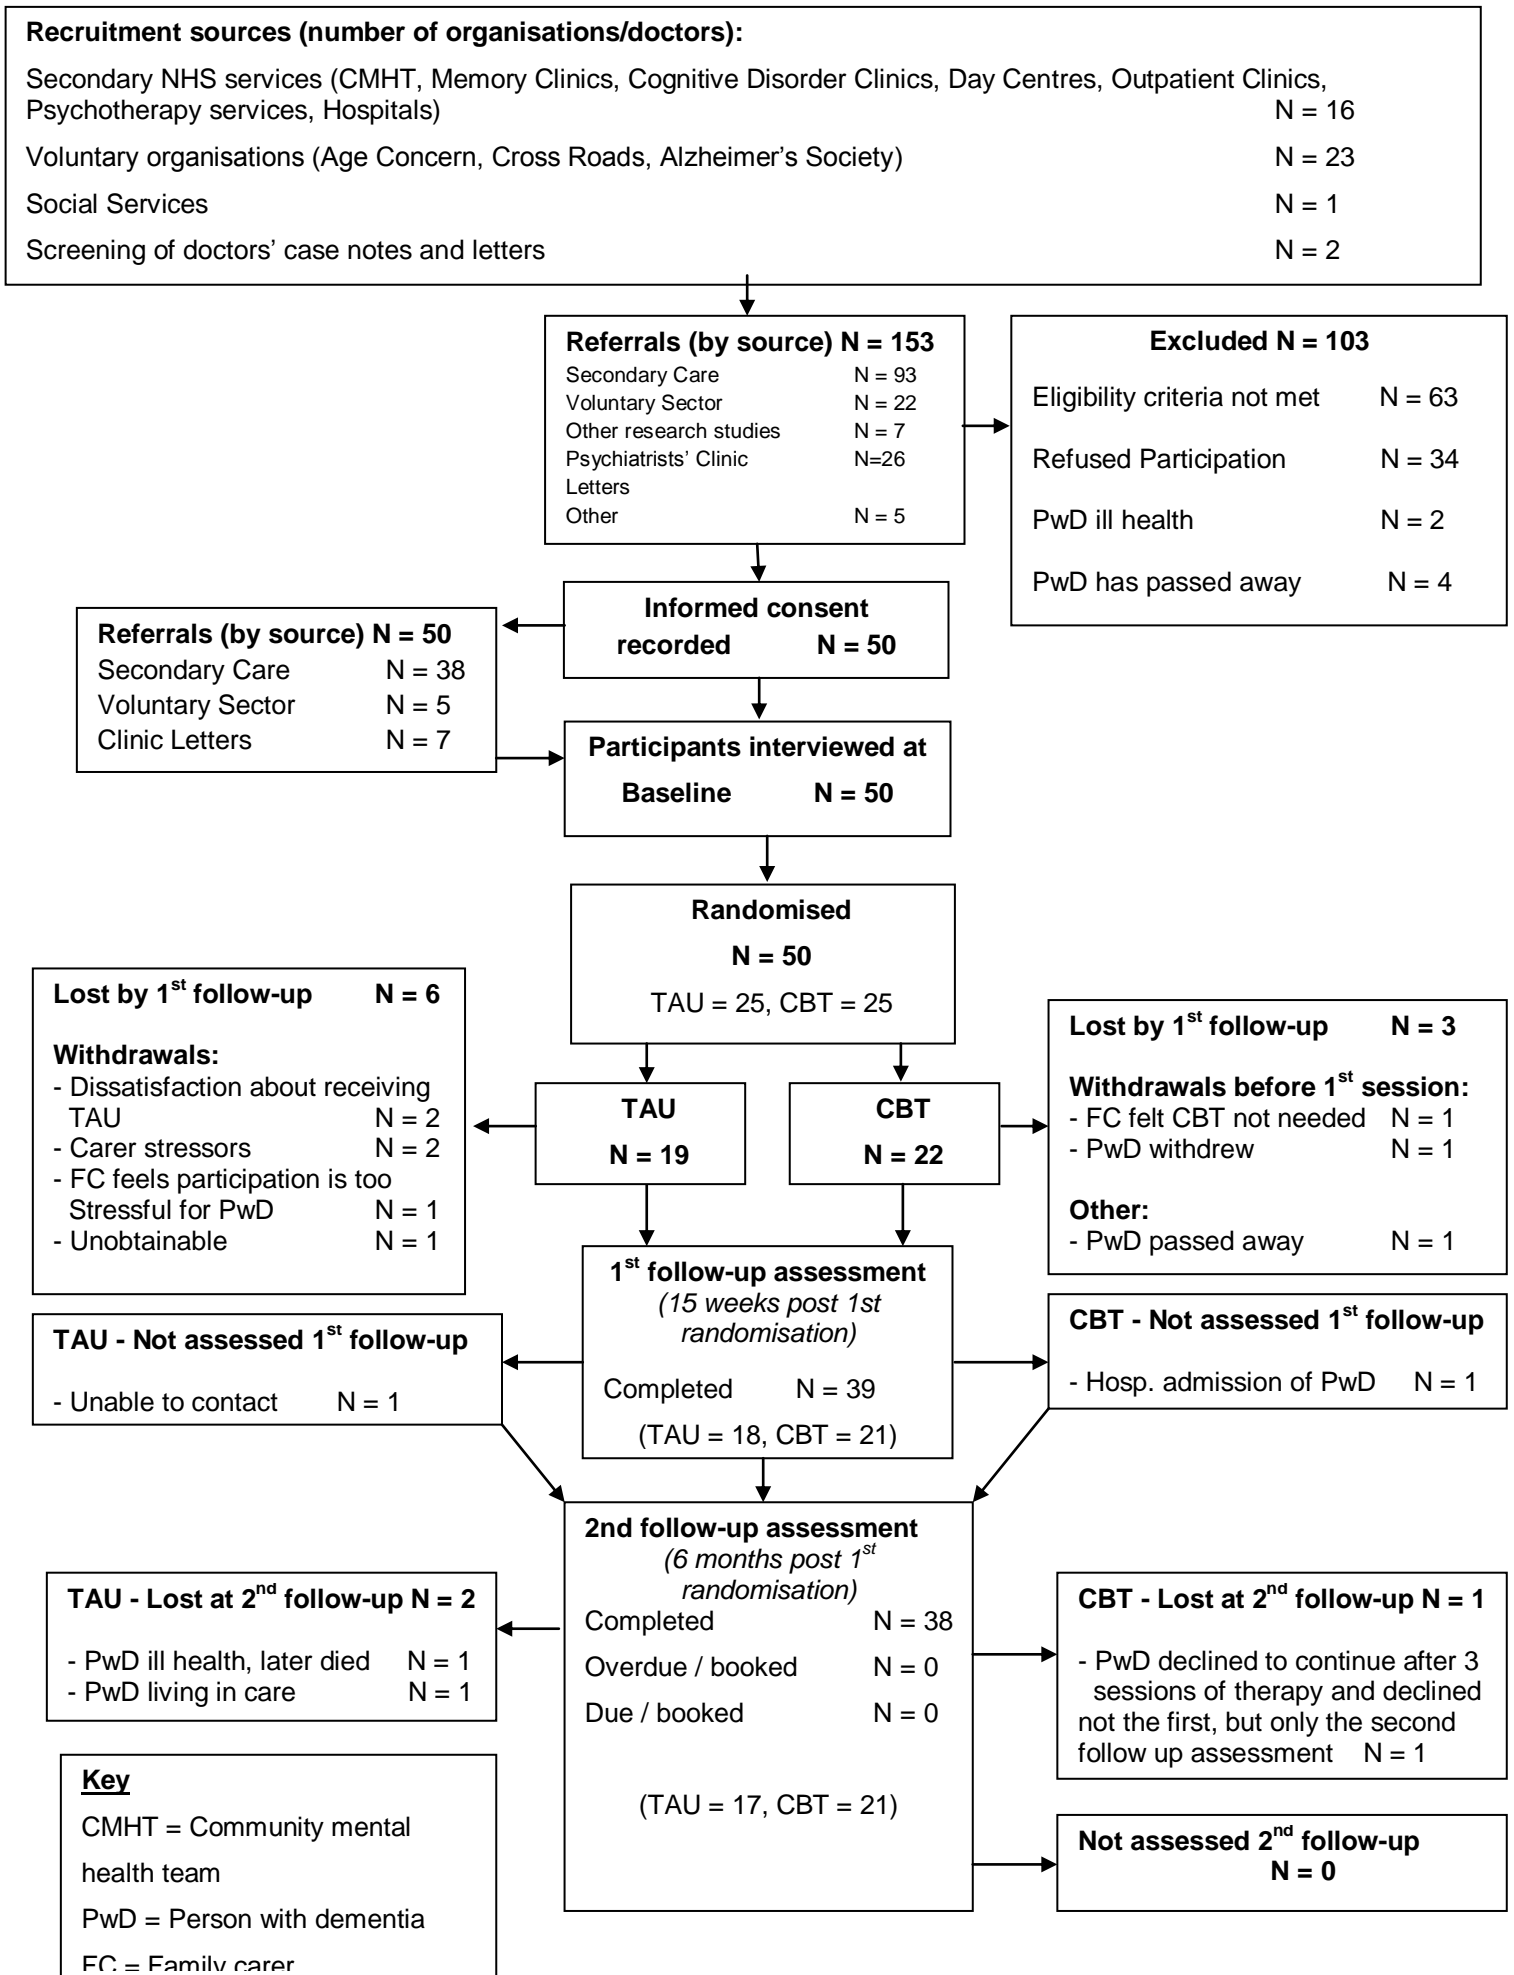 Recruitment sources (number of organisations/doctors):
Secondary NHS services (CMHT, Memory Clinics, Cognitive Disorder Clinics, Day Centres, Outpatient Clinics,
Psychotherapy services, Hospitals) N = 16
Voluntary organisations (Age Concern, Cross Roads, Alzheimer’s Society) N = 23
Social Services N = 1
Screening of doctors’ case notes and letters N = 2
Referrals (by source) N = 153
Secondary Care N = 93
Voluntary Sector N = 22
Other research studies N = 7
Psychiatrists’ Clinic N=26
Letters
Other N = 5
Excluded N = 103
Eligibility criteria not met N = 63
Refused Participation N = 34
PwD ill health N = 2
PwD has passed away N = 4
Informed consent
recorded N = 50
Referrals (by source) N = 50
Secondary Care N = 38
Voluntary Sector N = 5
Clinic Letters N = 7
Participants interviewed at
Baseline N = 50
Randomised
N = 50
TAU = 25, CBT = 25
Lost by 1st follow-up N = 6
Withdrawals:
- Dissatisfaction about receiving
TAU N = 2
- Carer stressors N = 2
- FC feels participation is too
Stressful for PwD N = 1
- Unobtainable N = 1
TAU
N = 19
CBT
N = 22
Lost by 1st follow-up N = 3
Withdrawals before 1st session:
- FC felt CBT not needed N = 1
- PwD withdrew N = 1
Other:
- PwD passed away N = 1
1st follow-up assessment
(15 weeks post 1st
randomisation)
Completed N = 39
(TAU = 18, CBT = 21)
TAU - Not assessed 1st follow-up
- Unable to contact N = 1
CBT - Not assessed 1st follow-up
- Hosp. admission of PwD N = 1
2nd follow-up assessment
(6 months post 1st
randomisation)
Completed N = 38
Overdue / booked N = 0
Due / booked N = 0
(TAU = 17, CBT = 21)
TAU - Lost at 2nd follow-up N = 2
- PwD ill health, later died N = 1
- PwD living in care N = 1
CBT - Lost at 2nd follow-up N = 1
- PwD declined to continue after 3
sessions of therapy and declined
not the first, but only the second
follow up assessment N = 1
Not assessed 2nd follow-up
N = 0
Key
CMHT = Community mental
health team
PwD = Person with dementia
FC = Family carer